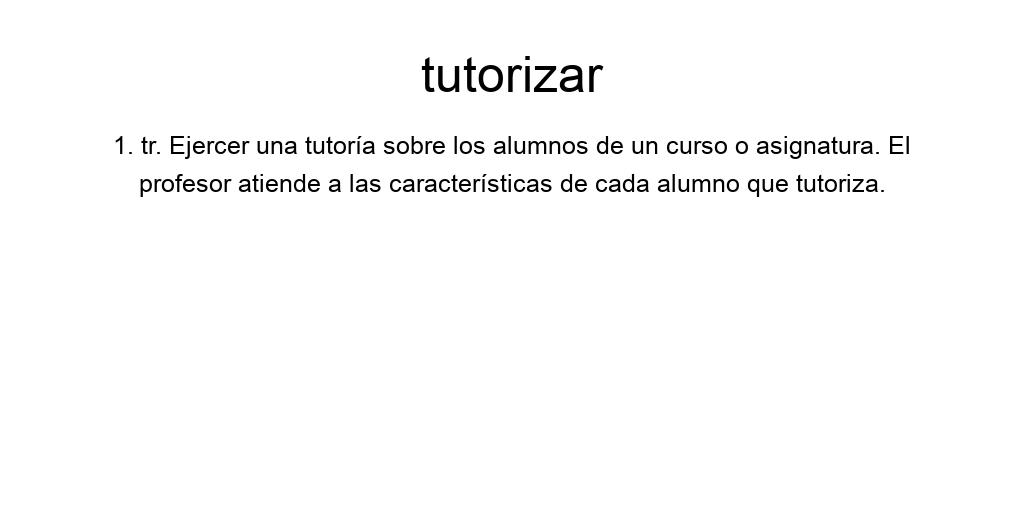 tutorizar
1. tr. Ejercer una tutoría sobre los alumnos de un curso o asignatura. El
profesor atiende a las características de cada alumno que tutoriza.